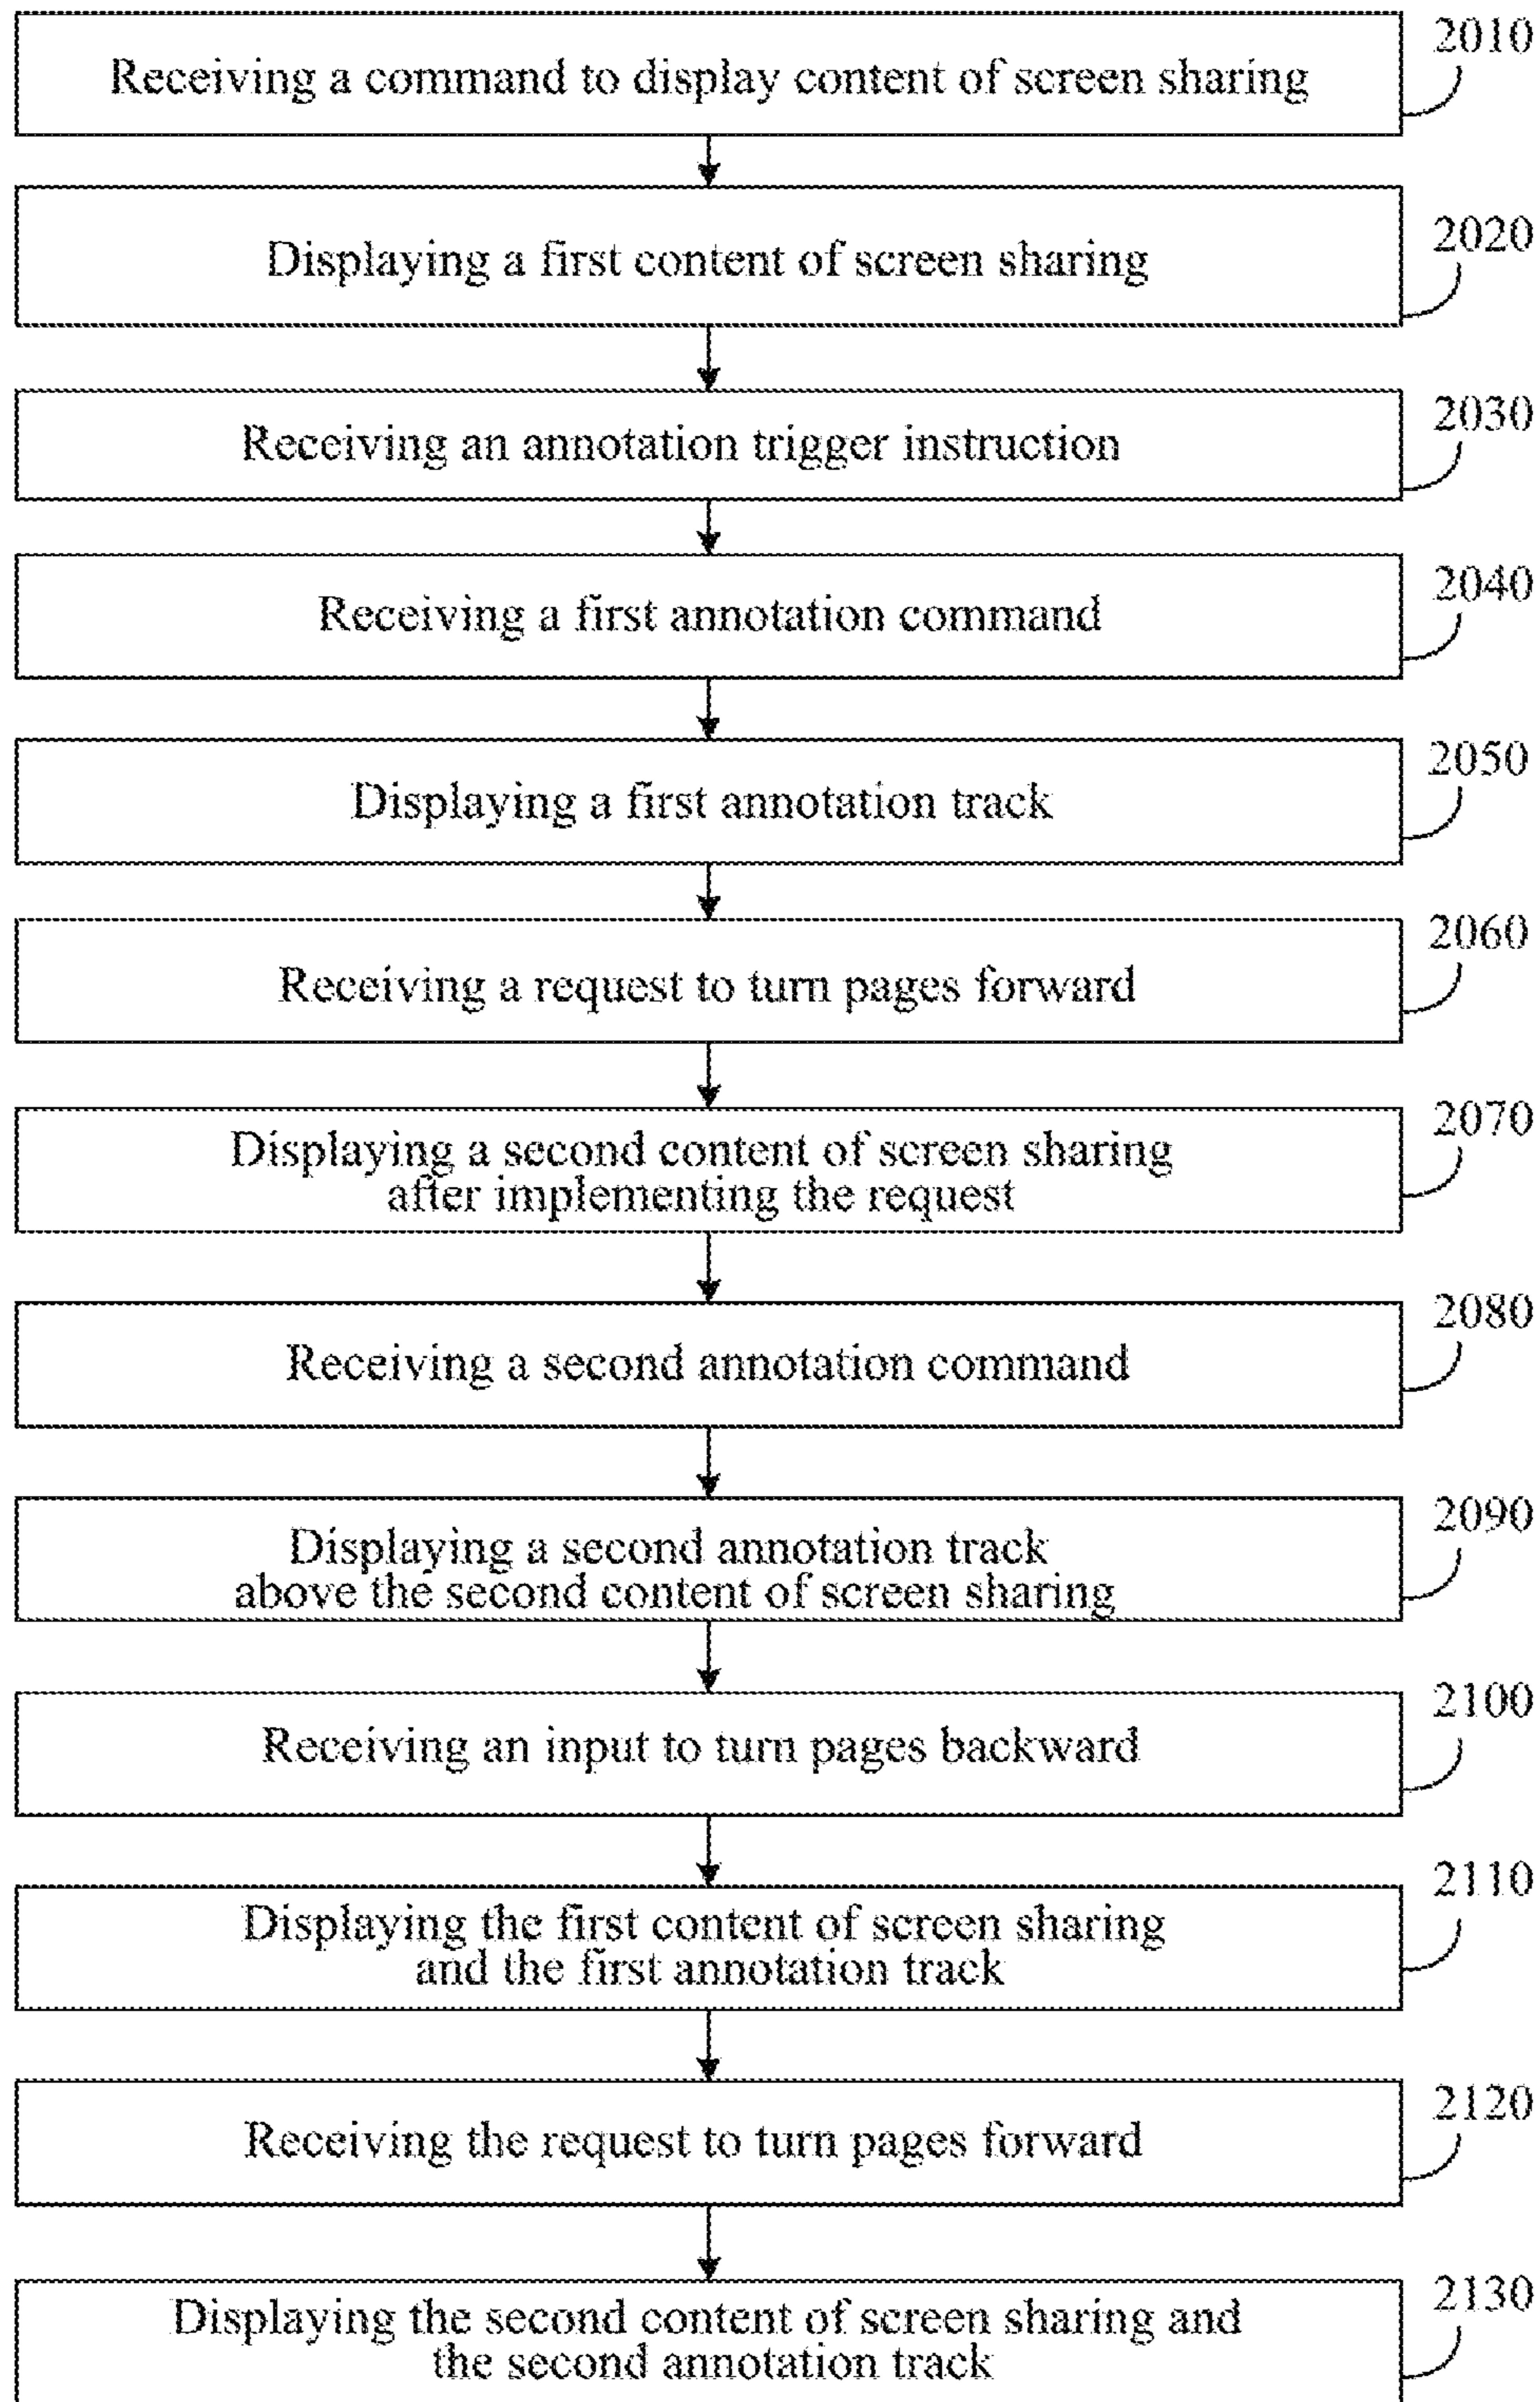 2010
Receiving a command to display content of screen sharing
2020
Displaying a first content of screen sharing
2030
Receiving an annotation trigger instruction
2040
Receiving a first annotation command
2050
Displaying a first annotation track
2060
Receiving a request to turn pages forward
2070
Displaying a second content of screen sharing
after implementing the request
2080
Receiving a second annotation command
2090
Displaying a second annotation track
above the second content of screen sharing
2100
Receiving an input to turn pages backward
2110
Displaying the first content of screen sharing
and the first annotation track
2120
Receiving the request to turn pages forward
2130
Displaying the second content of screen sharing and
the second annotation track